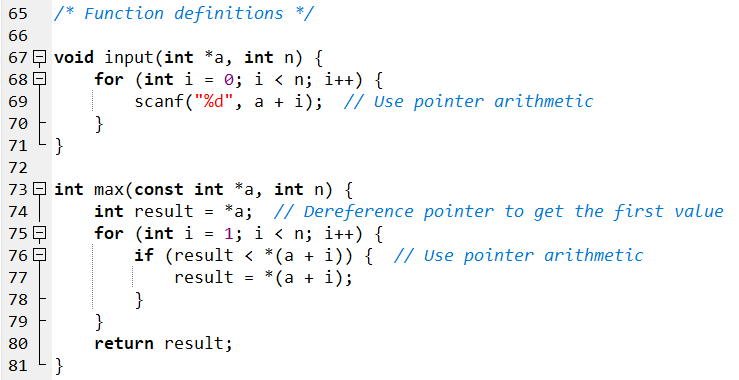 65 /* Function definitions */
66
67 void input(int *a, int n) {
68     for (int i = 0; i < n; i++) {
69         scanf("%d", a + i);  // Use pointer arithmetic
70     }
71 }
72
73 int max(const int *a, int n) {
74     int result = *a;  // Dereference pointer to get the first value
75     for (int i = 1; i < n; i++) {
76         if (result < *(a + i)) {  // Use pointer arithmetic
77             result = *(a + i);
78         }
79     }
80     return result;
81 }